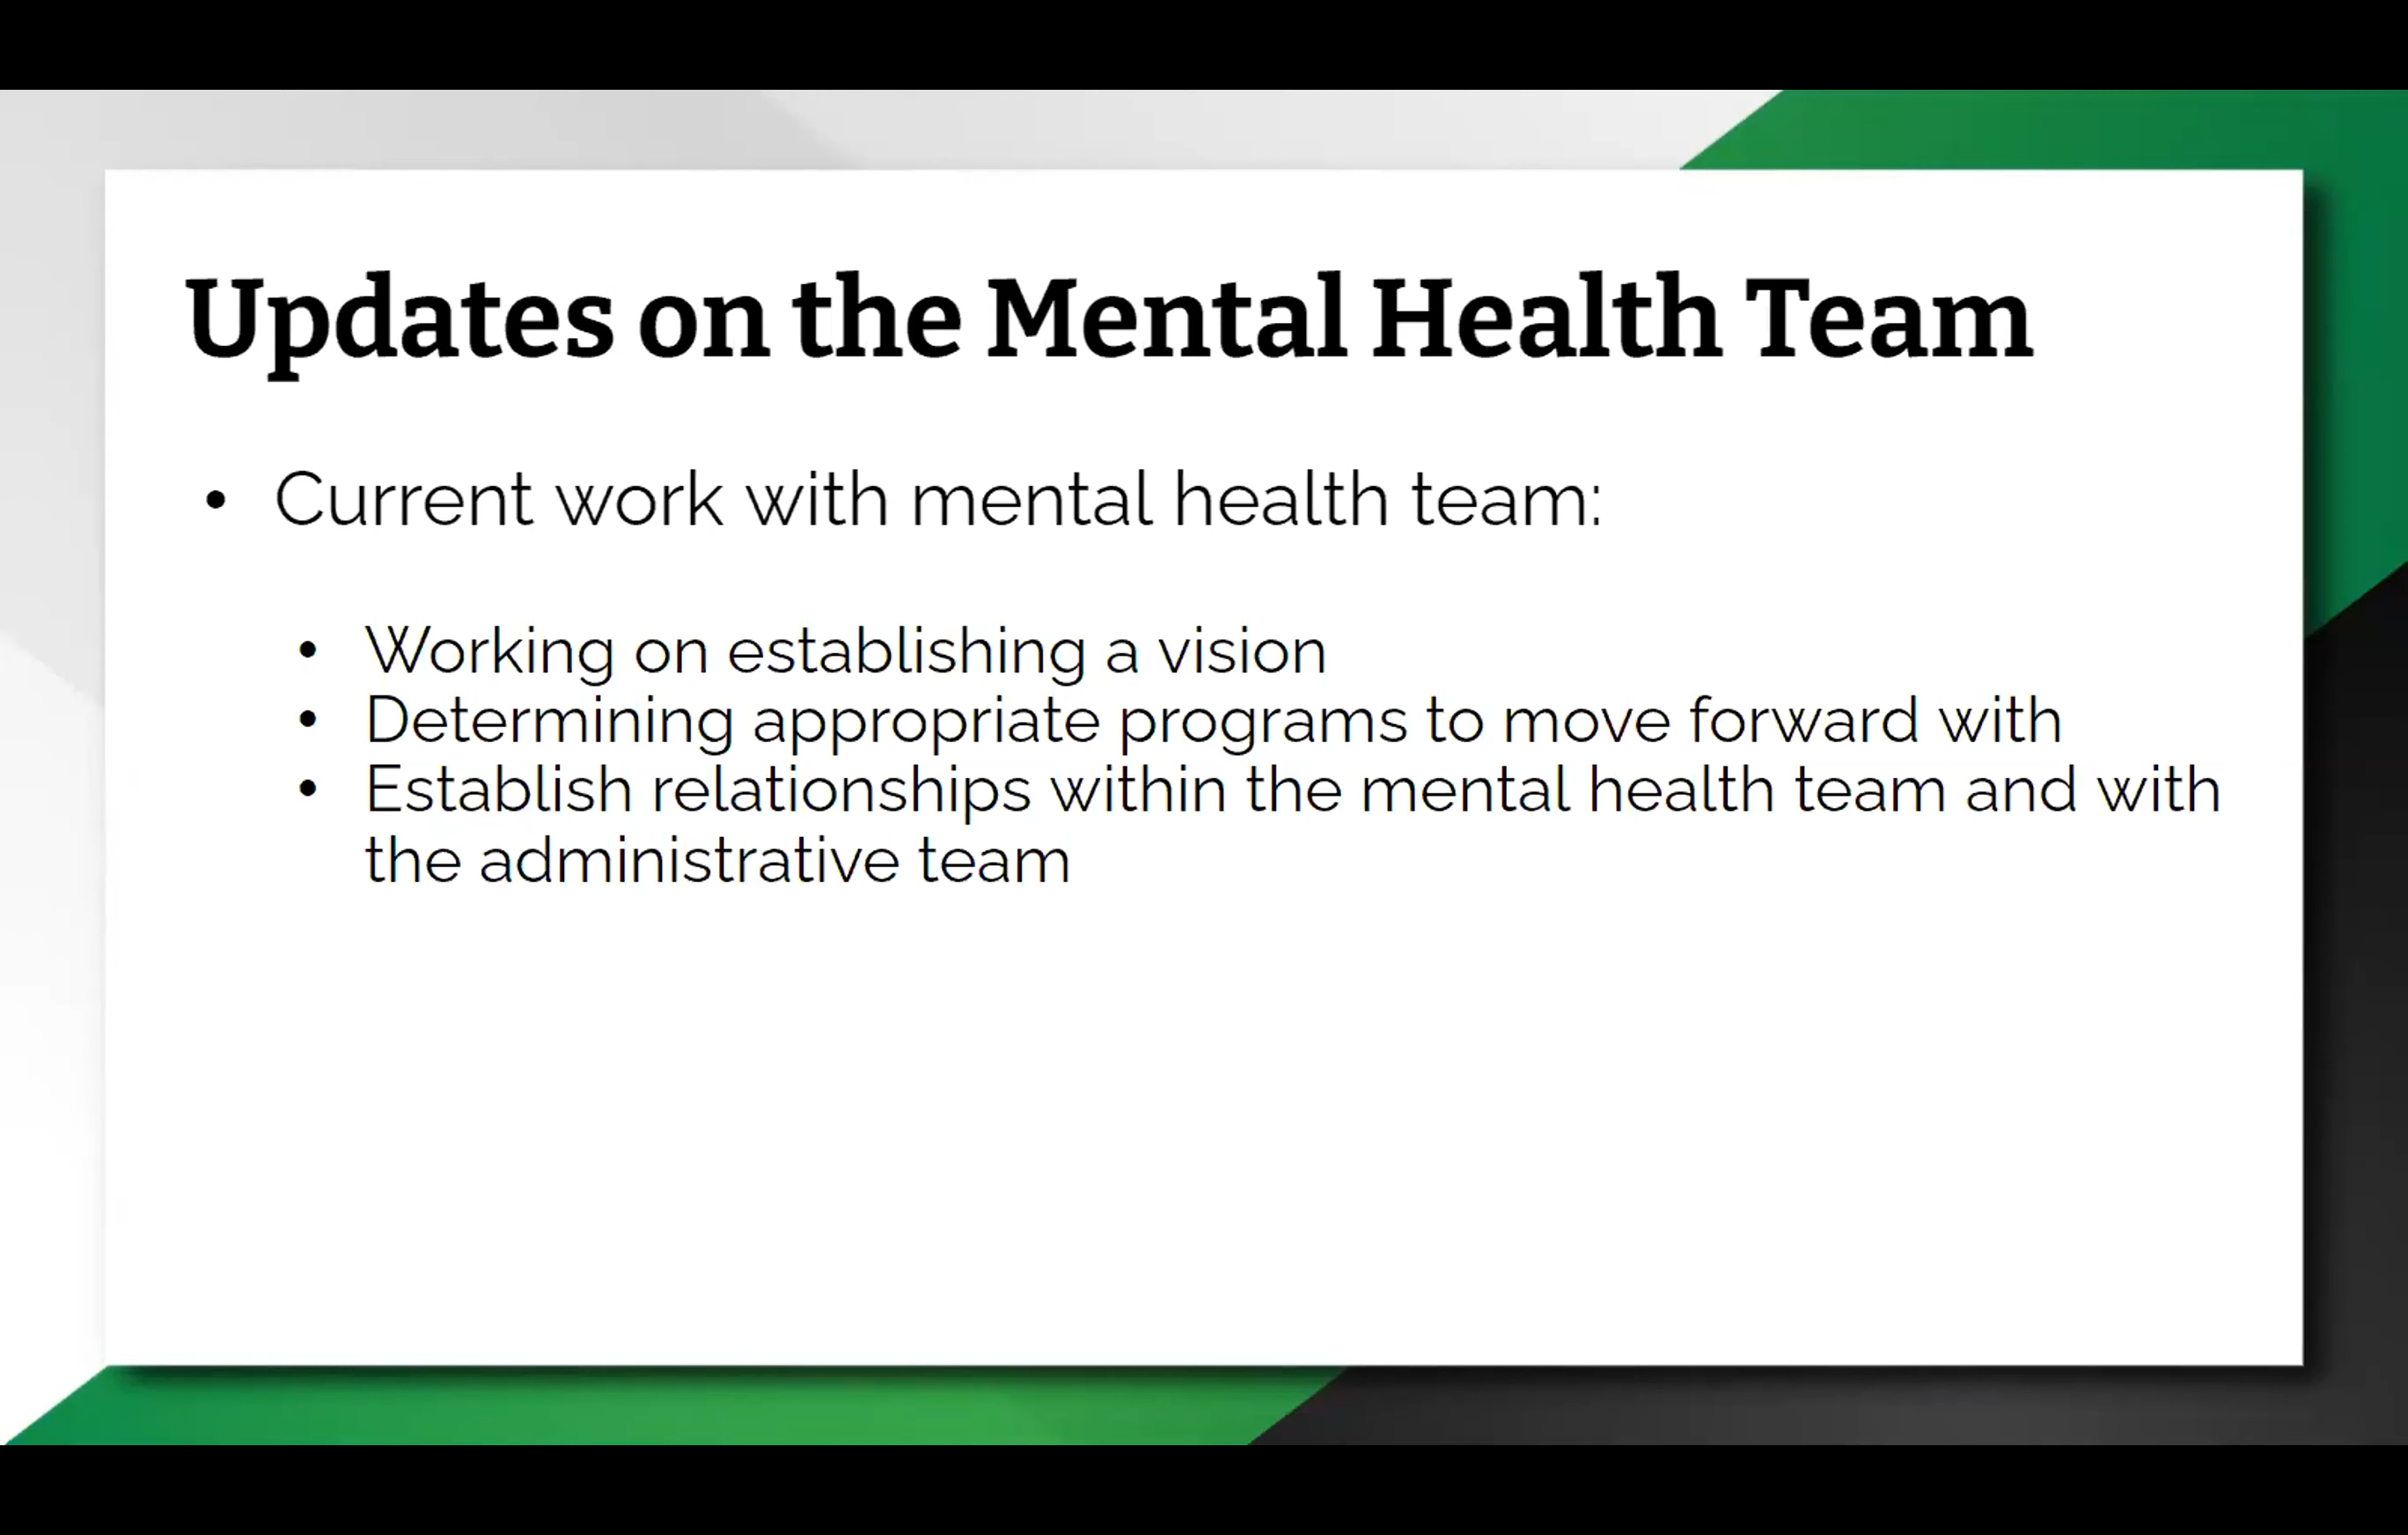 Updates on the Mental Health Team
• Current work with mental health team:
• Working on establishing a vision
• Determining appropriate programs to move forward with
• Establish relationships within the mental health team and with
the administrative team